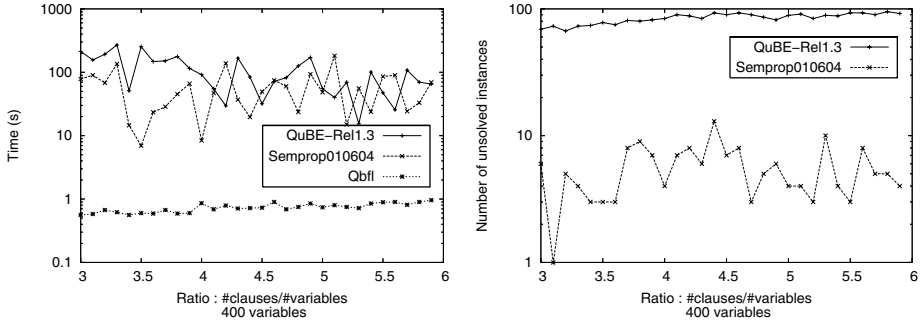 1000
100
10
1
0.1
Time (s)
QuBE-Rel1.3
Semprop010604
Qbfl
3 3.5 4 4.5 5 5.5 6
Ratio : #clauses/#variables
400 variables
100
10
1
Number of unsolved instances
QuBE-Rel1.3
Semprop010604
3 3.5 4 4.5 5 5.5 6
Ratio : #clauses/#variables
400 variables